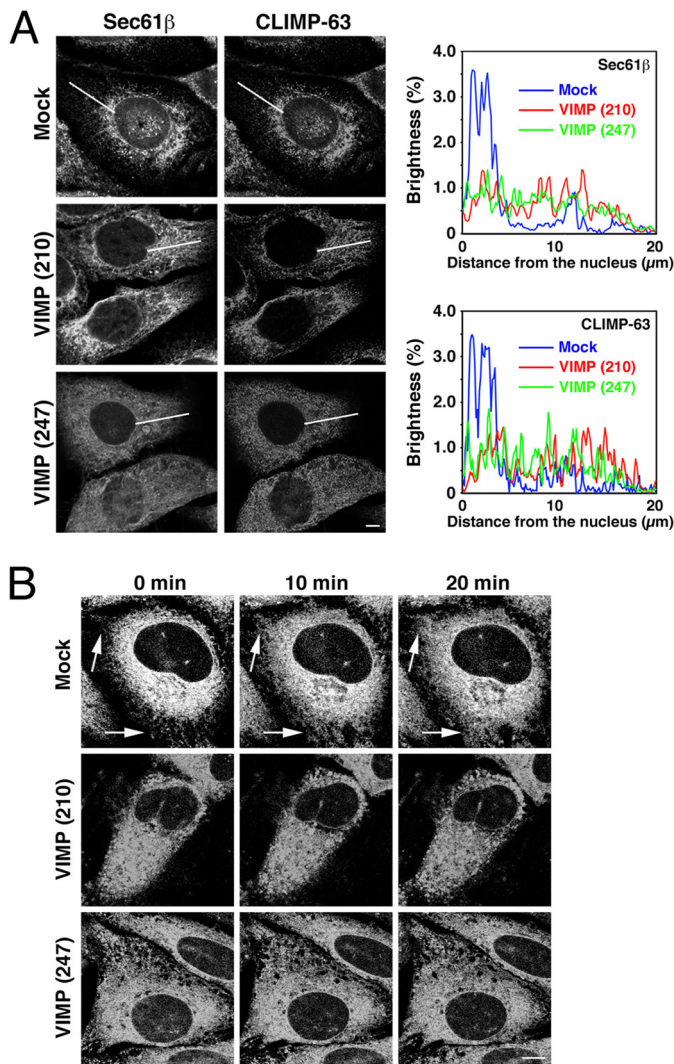 A
Sec61β
CLIMP-63
Mock
VIMP (210)
VIMP (247)
4.0
3.0
2.0
1.0
0
Brightness (%)
Sec61β
Mock
VIMP (210)
VIMP (247)
0
10
20
Distance from the nucleus (µm)
4.0
3.0
2.0
1.0
0
Brightness (%)
CLIMP-63
Mock
VIMP (210)
VIMP (247)
0
10
20
Distance from the nucleus (µm)
B
0 min
10 min
20 min
Mock
VIMP (210)
VIMP (247)